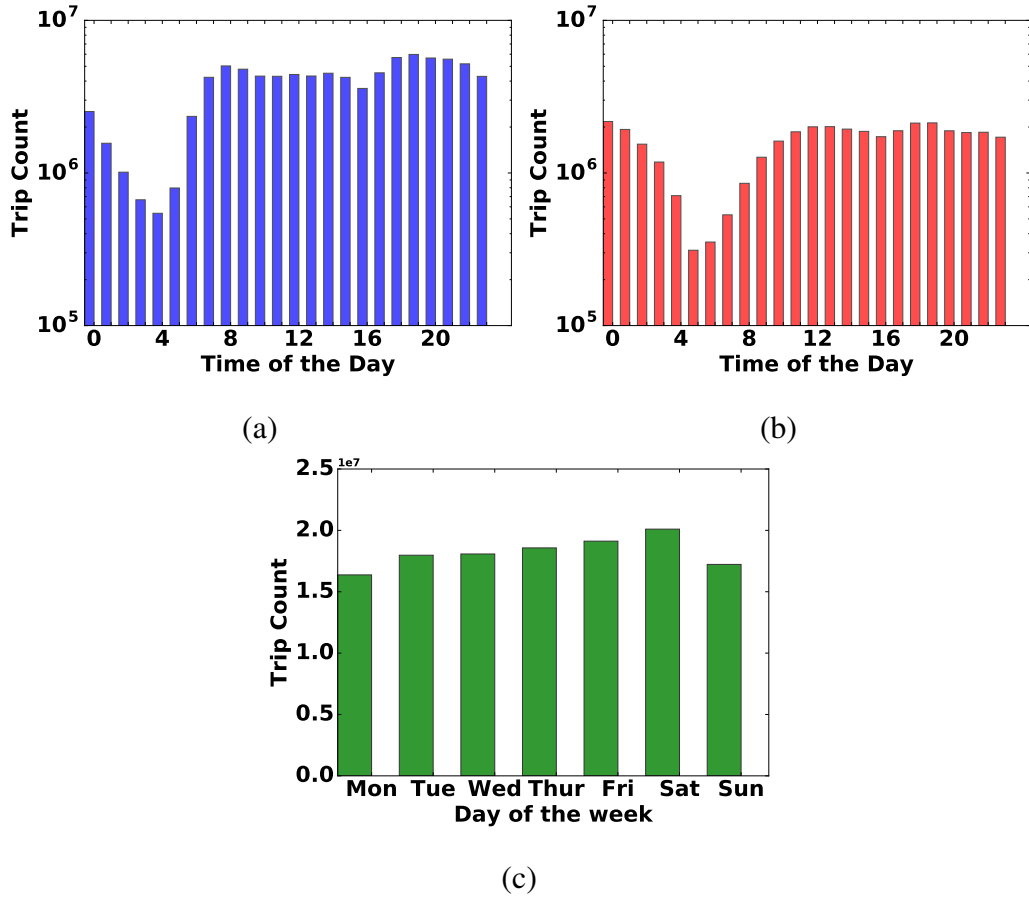 10^7
10^6
10^5
Trip Count
0 4 8 12 16 20
Time of the Day
(a)
10^7
10^6
10^5
Trip Count
0 4 8 12 16 20
Time of the Day
(b)
1e7
2.5
2.0
1.5
1.0
0.5
0.0
Trip Count
Mon Tue Wed Thur Fri Sat Sun
Day of the week
(c)